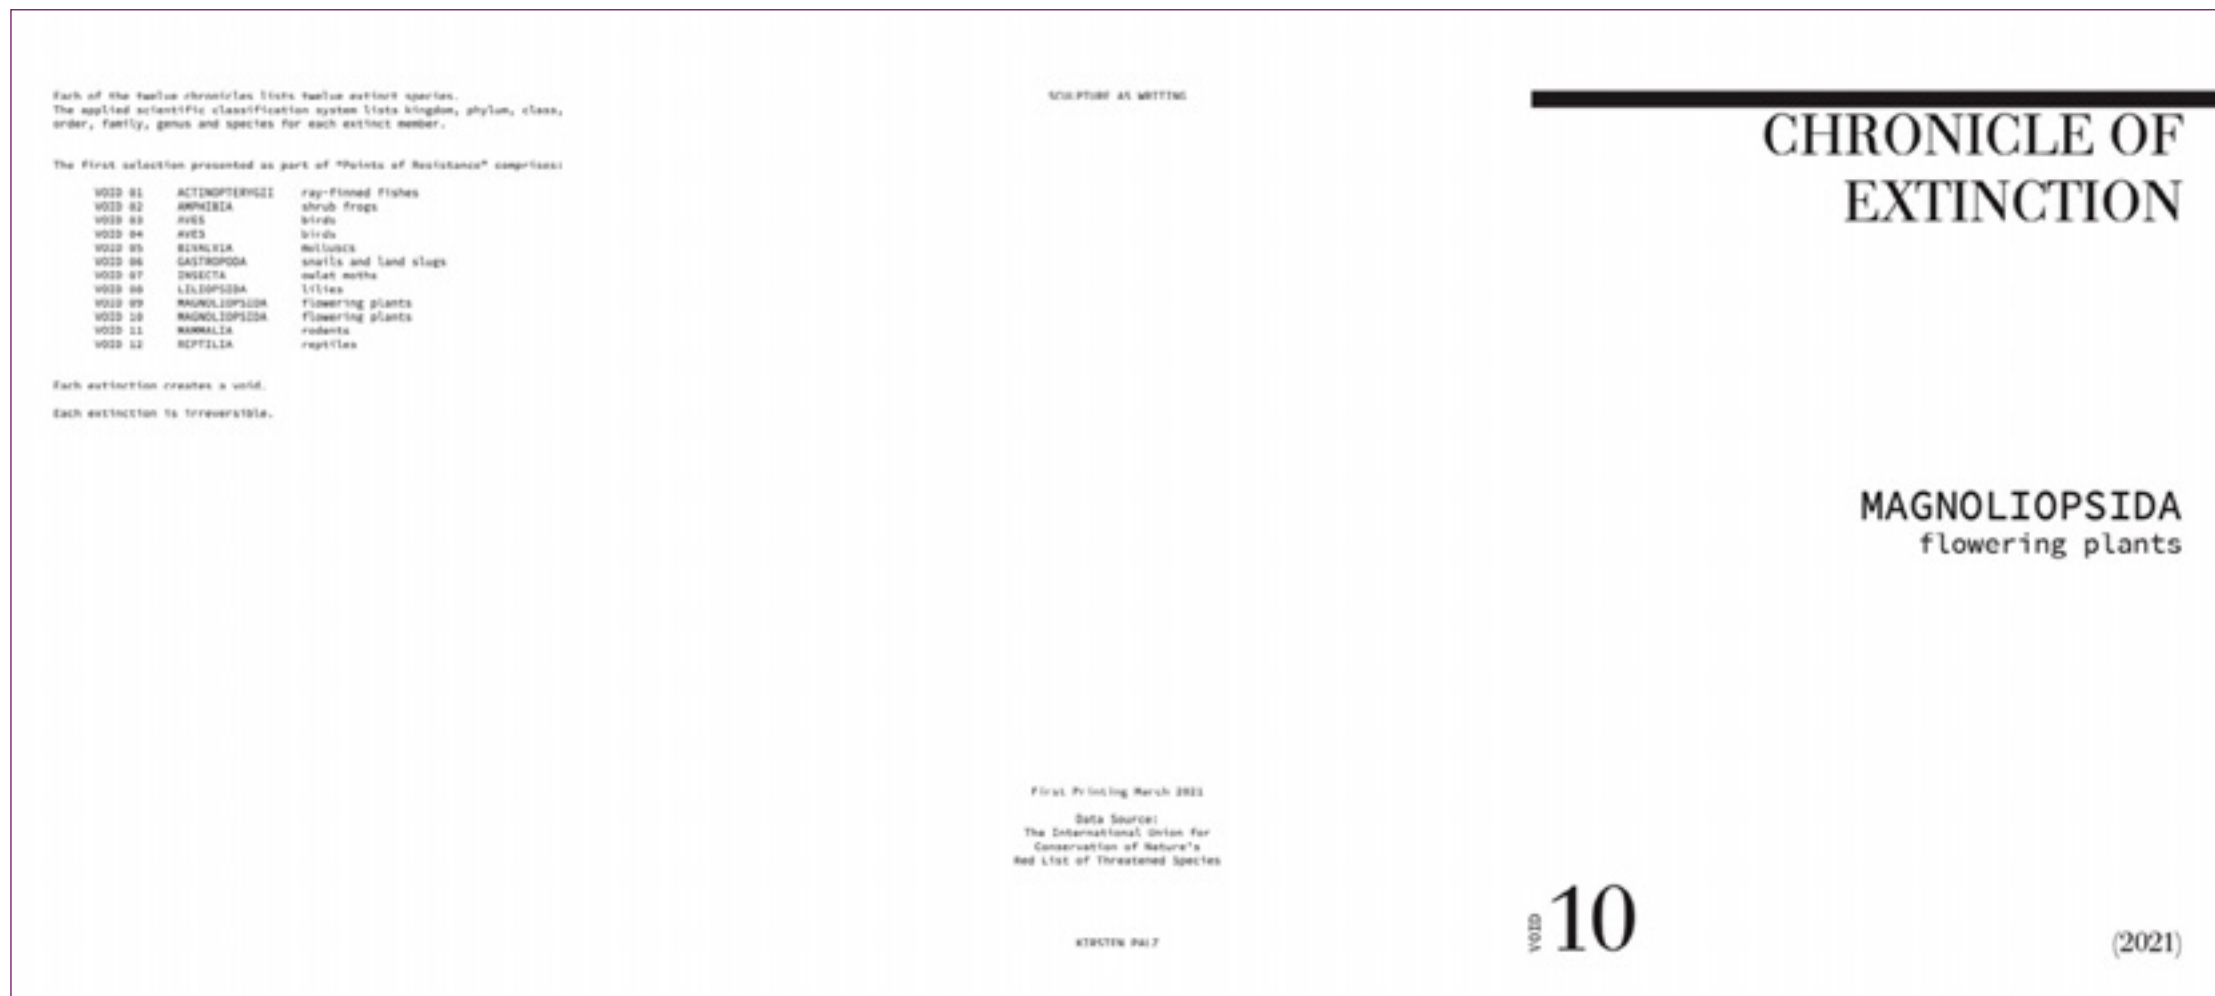 Each of the twelve chronicles lists twelve extinct species.
The applied scientific classification system lists kingdom, phylum, class,
order, family, genus and species for each extinct member.
The first selection presented as part of "Points of Resistance" comprises:
VOID 01 ACTINOPTERYGII ray-finned fishes
VOID 02 AMPHIBIA shrub frogs
VOID 03 AVES birds
VOID 04 AVES birds
VOID 05 BIVALVIA molluscs
VOID 06 GASTROPODA snails and land slugs
VOID 07 INSECTA owlet moths
VOID 08 LILIOPSIDA lilies
VOID 09 MAGNOLIOPSIDA flowering plants
VOID 10 MAGNOLIOPSIDA flowering plants
VOID 11 MAMMALIA rodents
VOID 12 REPTILIA reptiles
Each extinction creates a void.
Each extinction is irreversible.
SCULPTURE AS WRITING
First Printing March 2021
Data Source:
The International Union for
Conservation of Nature's
Red List of Threatened Species
KIRSTEN PALZ
CHRONICLE OF
EXTINCTION
MAGNOLIOPSIDA
flowering plants
VOID 10
(2021)